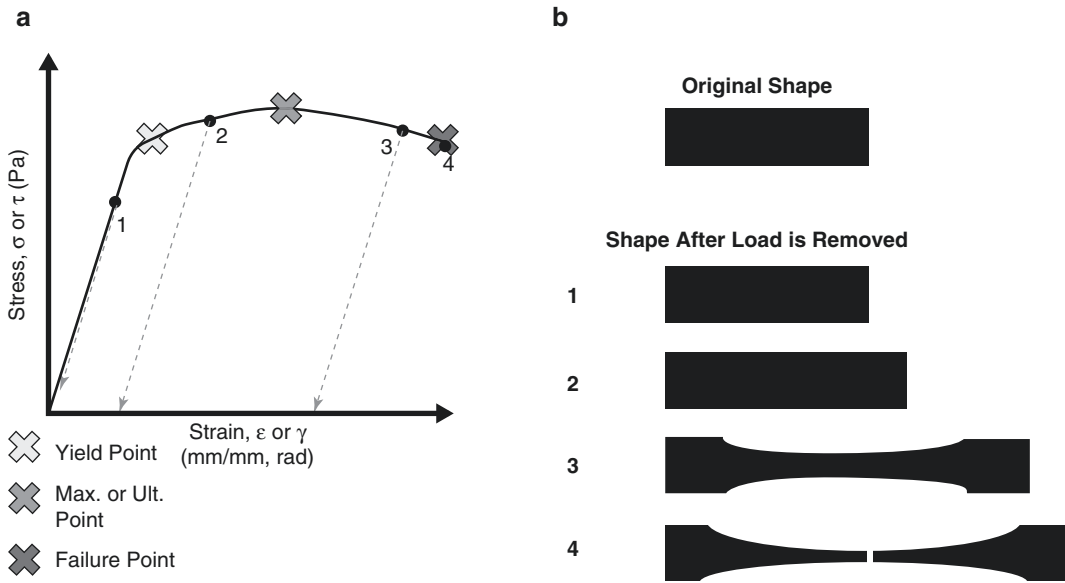 a
Stress, σ or τ (Pa)
1
2
3
4
Strain, ε or γ
(mm/mm, rad)
Yield Point
Max. or Ult.
Point
Failure Point
b
Original Shape
Shape After Load is Removed
1
2
3
4